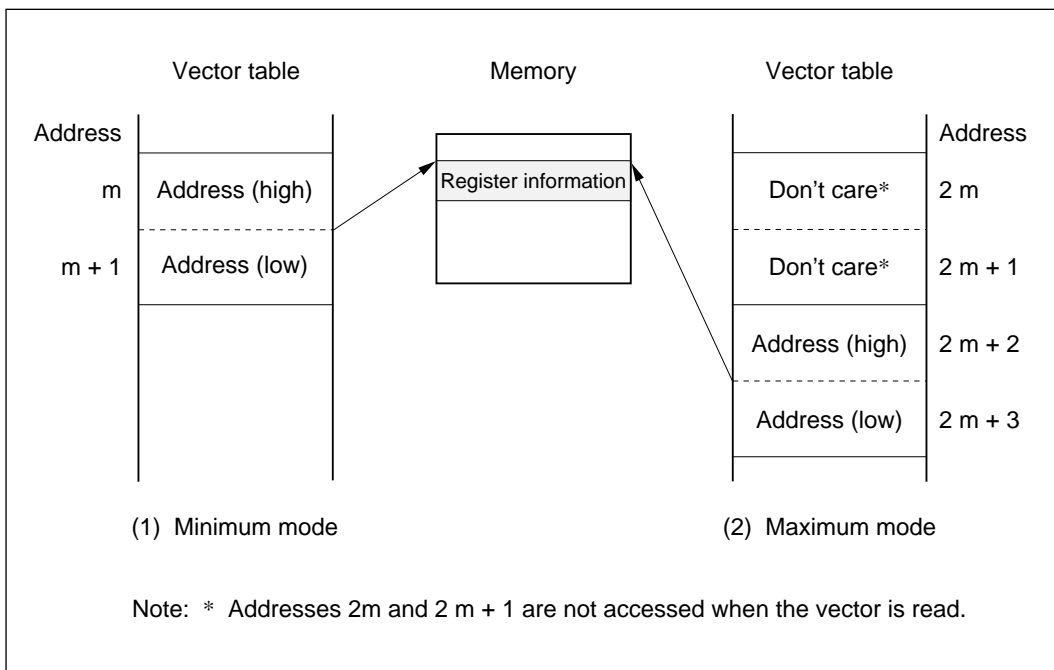 Vector table
Memory
Vector table
Address
Address
m
Address (high)
Register information
Don't care*
2 m
m + 1
Address (low)
Don't care*
2 m + 1
Address (high)
2 m + 2
Address (low)
2 m + 3
(1) Minimum mode
(2) Maximum mode
Note: * Addresses 2m and 2 m + 1 are not accessed when the vector is read.